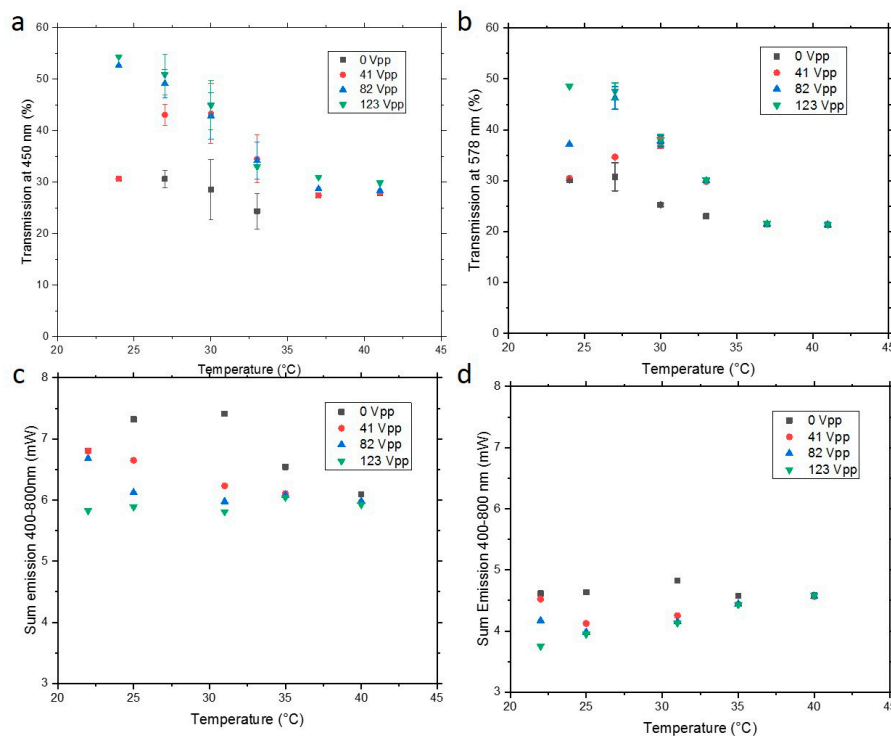 a
Transmission at 450 nm (%)
60
50
40
30
20
10
0
20
25
30
35
40
45
Temperature (°C)
0 Vpp
41 Vpp
82 Vpp
123 Vpp
b
Transmission at 578 nm (%)
60
50
40
30
20
10
0
20
25
30
35
40
45
Temperature (°C)
0 Vpp
41 Vpp
82 Vpp
123 Vpp
c
Sum emission 400-800nm (mW)
8
7
6
5
4
3
20
25
30
35
40
45
Temperature (°C)
0 Vpp
41 Vpp
82 Vpp
123 Vpp
d
Sum Emission 400-800 nm (mW)
8
7
6
5
4
3
20
25
30
35
40
45
Temperature (°C)
0 Vpp
41 Vpp
82 Vpp
123 Vpp